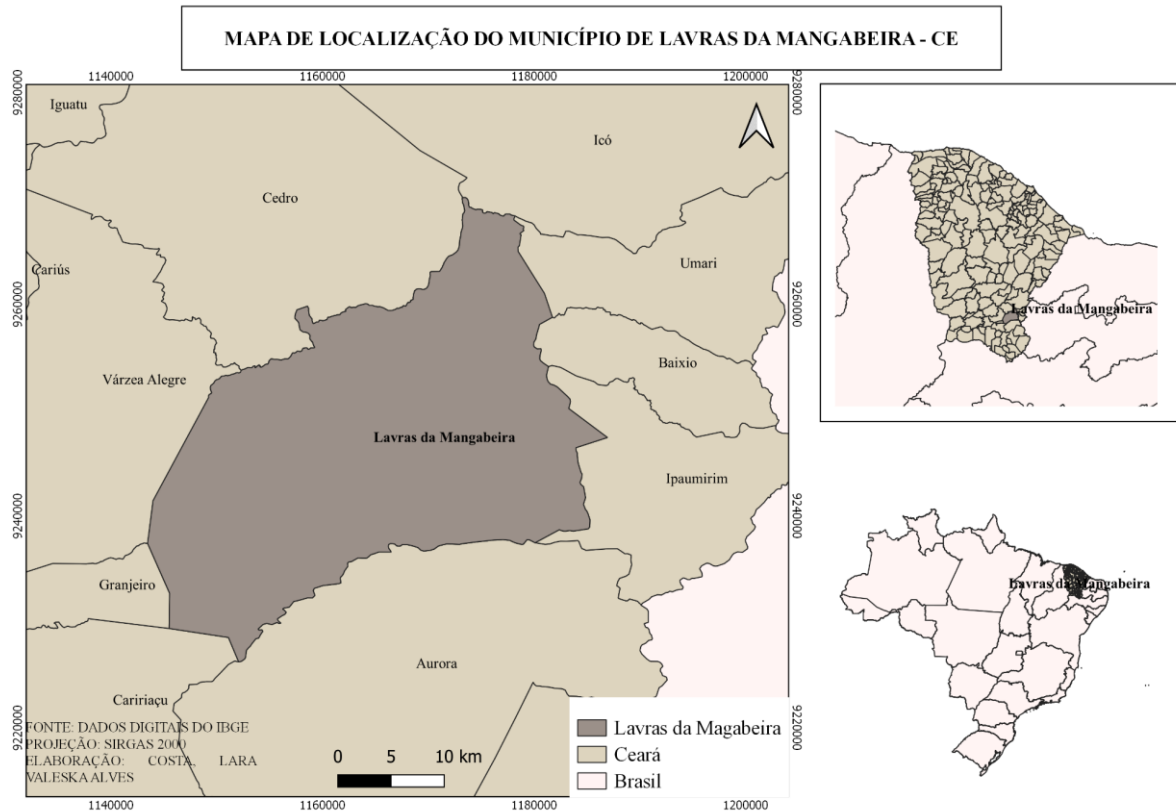 MAPA DE LOCALIZAÇÃO DO MUNICÍPIO DE LAVRAS DA MANGABEIRA - CE
1140000 1160000 1180000 1200000
9280000 9280000
Iguatu
Icó
Cedro
Umari
Cariús
9260000 9260000
Baixio
Várzea Alegre
Lavras da Mangabeira
Ipaumirim
9240000 9240000
Granjeiro
Aurora
Caririaçu
9220000 9220000
FONTE: DADOS DIGITAIS DO IBGE
PROJEÇÃO: SIRGAS 2000
ELABORAÇÃO: COSTA, LARA
VALESKA ALVES
0 5 10 km
Lavras da Magabeira
Ceará
Brasil
1140000 1160000 1180000 1200000
Lavras da Mangabeira
Lavras da Mangabeira